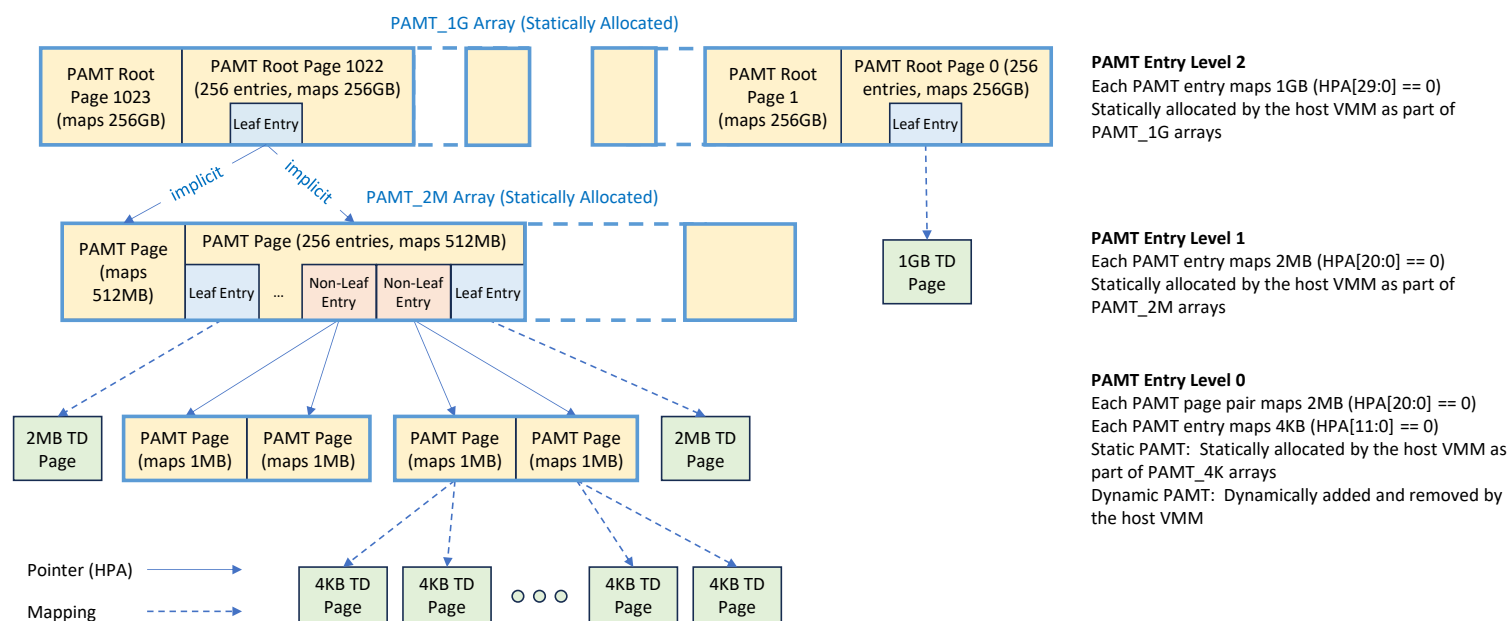 PAMT_1G Array (Statically Allocated)
PAMT Root
Page 1023
(maps 256GB)
PAMT Root Page 1022
(256 entries, maps 256GB)
Leaf Entry
PAMT Root
Page 1
(maps 256GB)
PAMT Root Page 0 (256
entries, maps 256GB)
Leaf Entry
PAMT Entry Level 2
Each PAMT entry maps 1GB (HPA[29:0] == 0)
Statically allocated by the host VMM as part of
PAMT_1G arrays
implicit
implicit
PAMT_2M Array (Statically Allocated)
PAMT Page
(maps
512MB)
PAMT Page (256 entries, maps 512MB)
Leaf Entry
...
Non-Leaf
Entry
Non-Leaf
Entry
Leaf Entry
1GB TD
Page
PAMT Entry Level 1
Each PAMT entry maps 2MB (HPA[20:0] == 0)
Statically allocated by the host VMM as part of
PAMT_2M arrays
2MB TD
Page
PAMT Page
(maps 1MB)
PAMT Page
(maps 1MB)
PAMT Page
(maps 1MB)
PAMT Page
(maps 1MB)
2MB TD
Page
PAMT Entry Level 0
Each PAMT page pair maps 2MB (HPA[20:0] == 0)
Each PAMT entry maps 4KB (HPA[11:0] == 0)
Static PAMT:  Statically allocated by the host VMM as
part of PAMT_4K arrays
Dynamic PAMT:  Dynamically added and removed by
the host VMM
Pointer (HPA)
Mapping
4KB TD
Page
4KB TD
Page
4KB TD
Page
4KB TD
Page